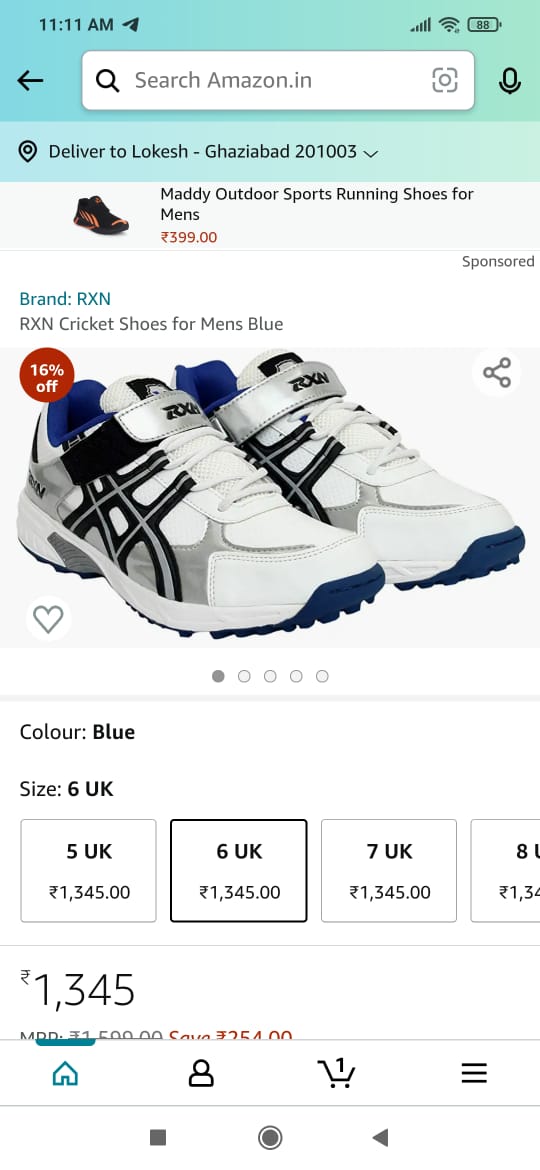 11:11 AM
88
Search Amazon.in
Deliver to Lokesh - Ghaziabad 201003
Maddy Outdoor Sports Running Shoes for
Mens
₹399.00
Sponsored
Brand: RXN
RXN Cricket Shoes for Mens Blue
16%
off
RXN
RXN
RXN
Colour: Blue
Size: 6 UK
5 UK
6 UK
7 UK
8 U
₹1,345.00
₹1,345.00
₹1,345.00
₹1,34
₹1,345
MRP: ₹1,599.00 Save ₹254.00
1